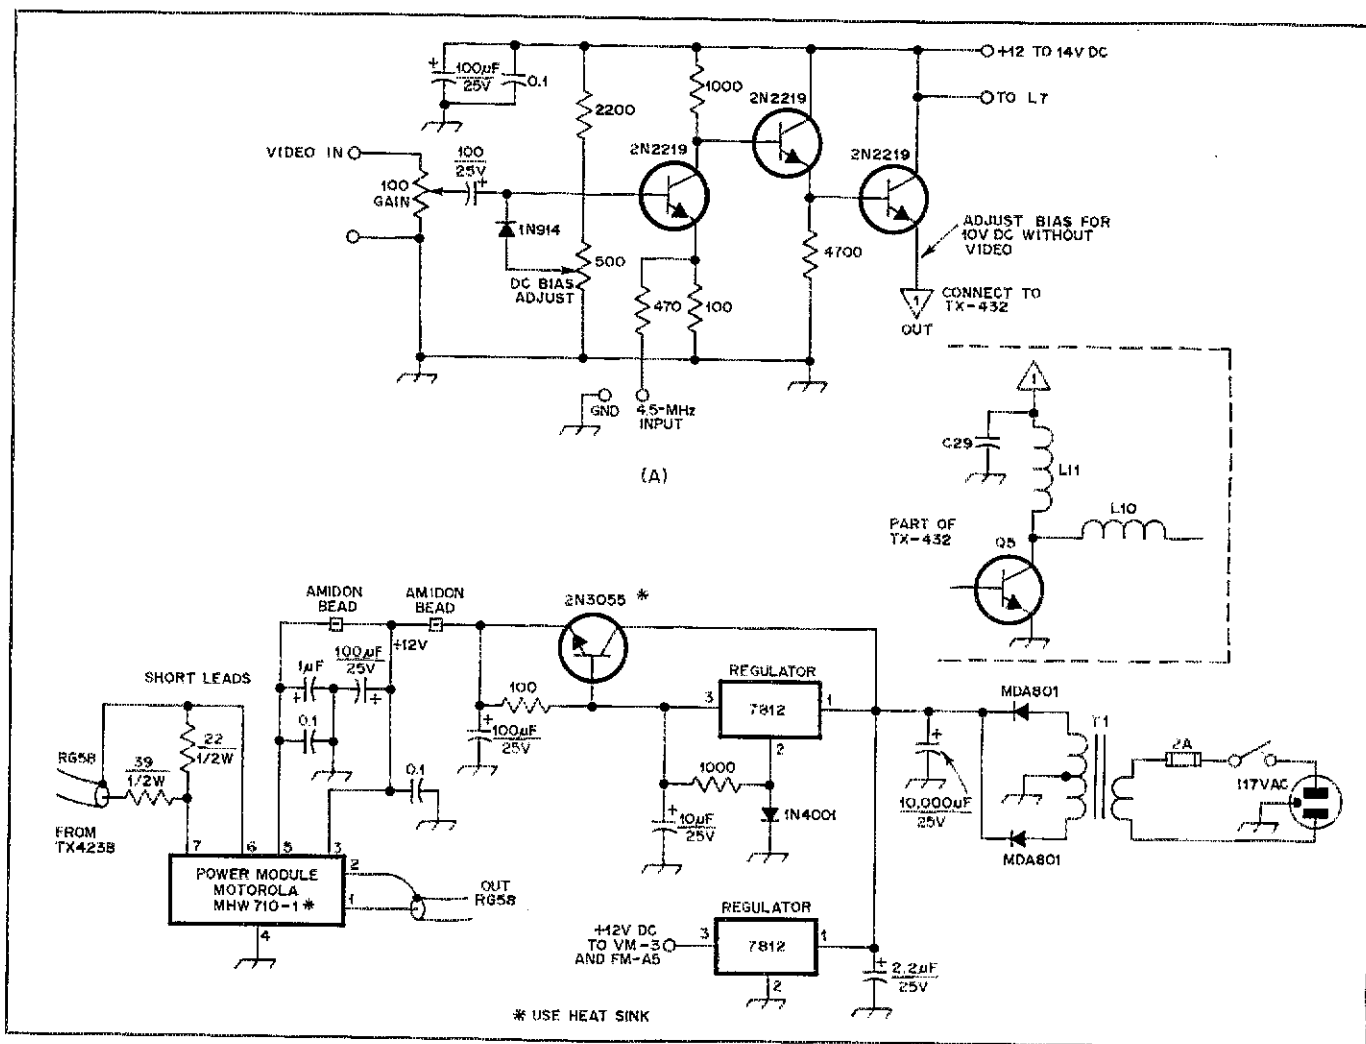 +
100µF
25V
0.1
2200
1000
2N2219
+12 TO 14V DC
TO L7
VIDEO IN
100
GAIN
100
25V
+
1N914
500
DC BIAS
ADJUST
2N2219
470
100
4700
2N2219
ADJUST BIAS FOR
10V DC WITHOUT
VIDEO
1
CONNECT TO
TX-432
OUT
GND
4.5-MHz
INPUT
(A)
1
C29
L11
L10
PART OF
TX-432
Q5
AMIDON
BEAD
AMIDON
BEAD
2N3055 *
+12V
SHORT LEADS
1µF
+
100µF
25V
+
0.1
22
1/2W
RG58
39
1/2W
FROM
TX423B
0.1
7
6
5
3
2
1
4
POWER MODULE
MOTOROLA
MHW 710-1 *
OUT
RG58
100
+
100µF
25V
REGULATOR
3
7812
1
2
1000
+
10µF
25V
1N4001
+
10,000µF
25V
MDA801
MDA801
T1
2A
117VAC
REGULATOR
+12V DC
TO VM-3
AND FM-A5
3
7812
1
2
+
2.2µF
25V
* USE HEAT SINK